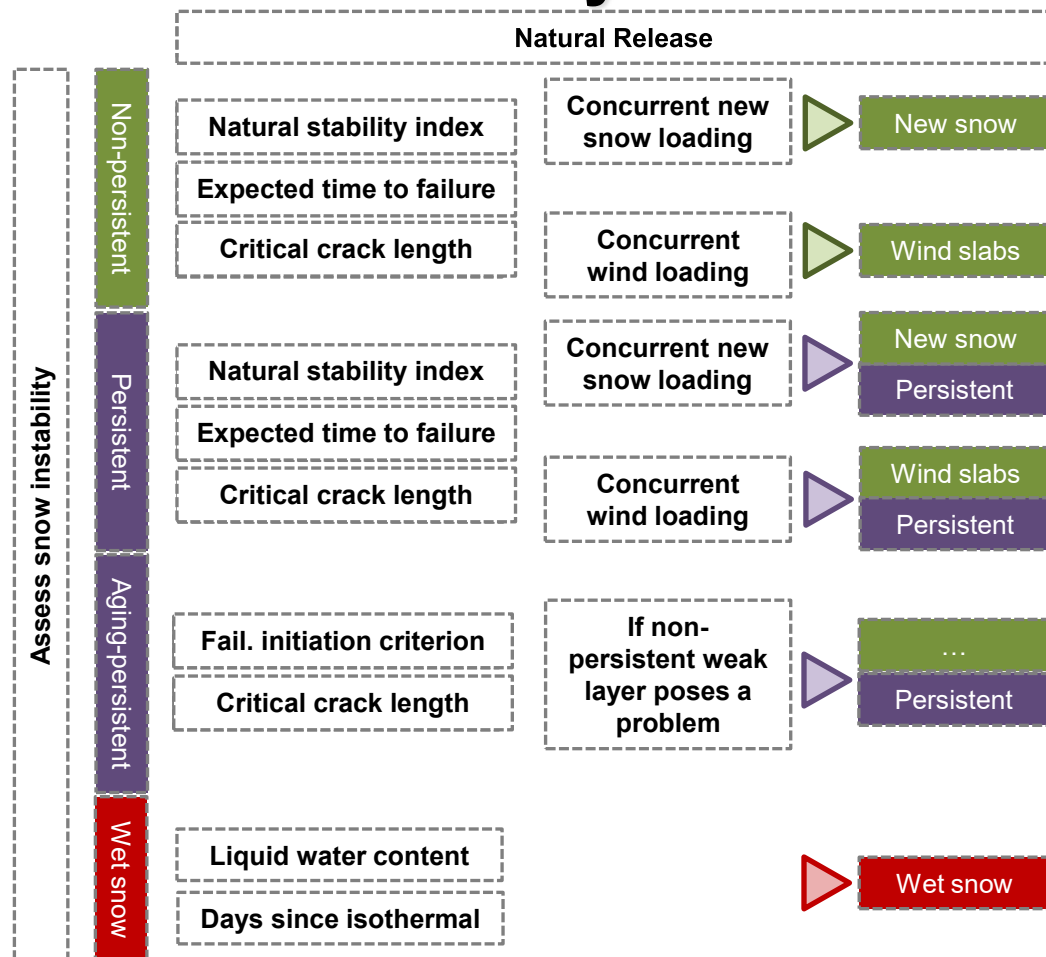 Natural Release
Assess snow instability
Non-persistent
Natural stability index
Expected time to failure
Critical crack length
Concurrent new
snow loading
New snow
Concurrent
wind loading
Wind slabs
Persistent
Natural stability index
Expected time to failure
Critical crack length
Concurrent new
snow loading
New snow
Persistent
Concurrent
wind loading
Wind slabs
Persistent
Aging-persistent
Fail. initiation criterion
Critical crack length
If non-
persistent weak
layer poses a
problem
...
Persistent
Wet snow
Liquid water content
Days since isothermal
Wet snow